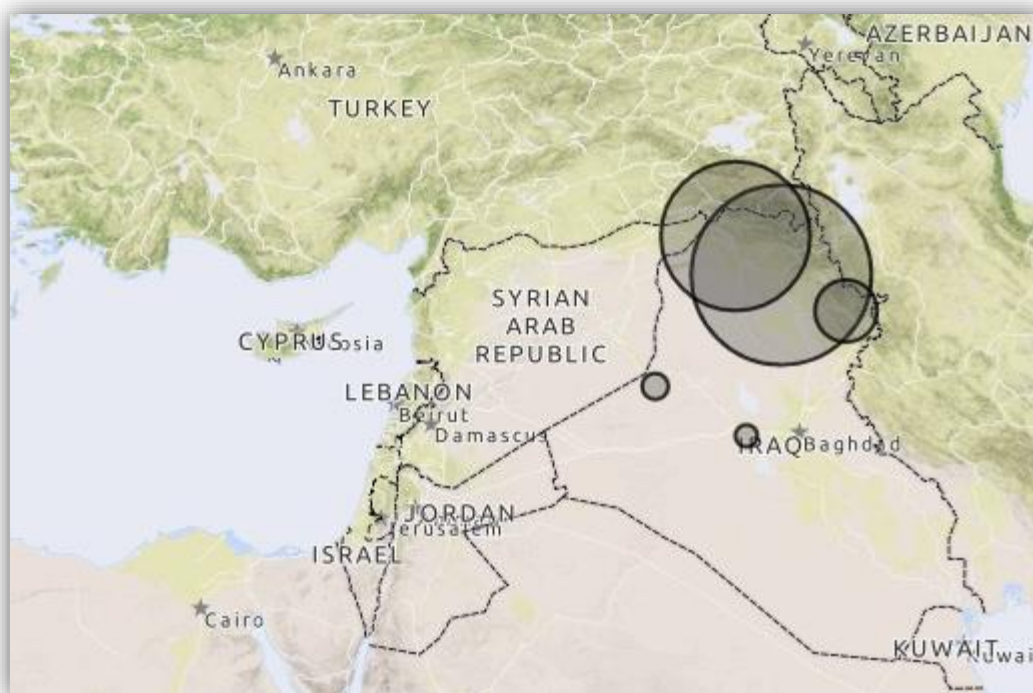 AZERBAIJAN
Yerevan
Ankara
TURKEY
SYRIAN
ARAB
REPUBLIC
CYPRUS
LEBANON
Beirut
Damascus
IRAQ
Baghdad
JORDAN
Jerusalem
ISRAEL
Cairo
KUWAIT